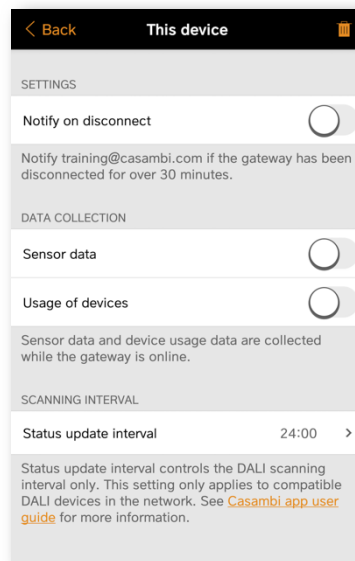 Back This device
SETTINGS
Notify on disconnect
Notify training@casambi.com if the gateway has been
disconnected for over 30 minutes.
DATA COLLECTION
Sensor data
Usage of devices
Sensor data and device usage data are collected
while the gateway is online.
SCANNING INTERVAL
Status update interval 24:00
Status update interval controls the DALI scanning
interval only. This setting only applies to compatible
DALI devices in the network. See Casambi app user
guide for more information.